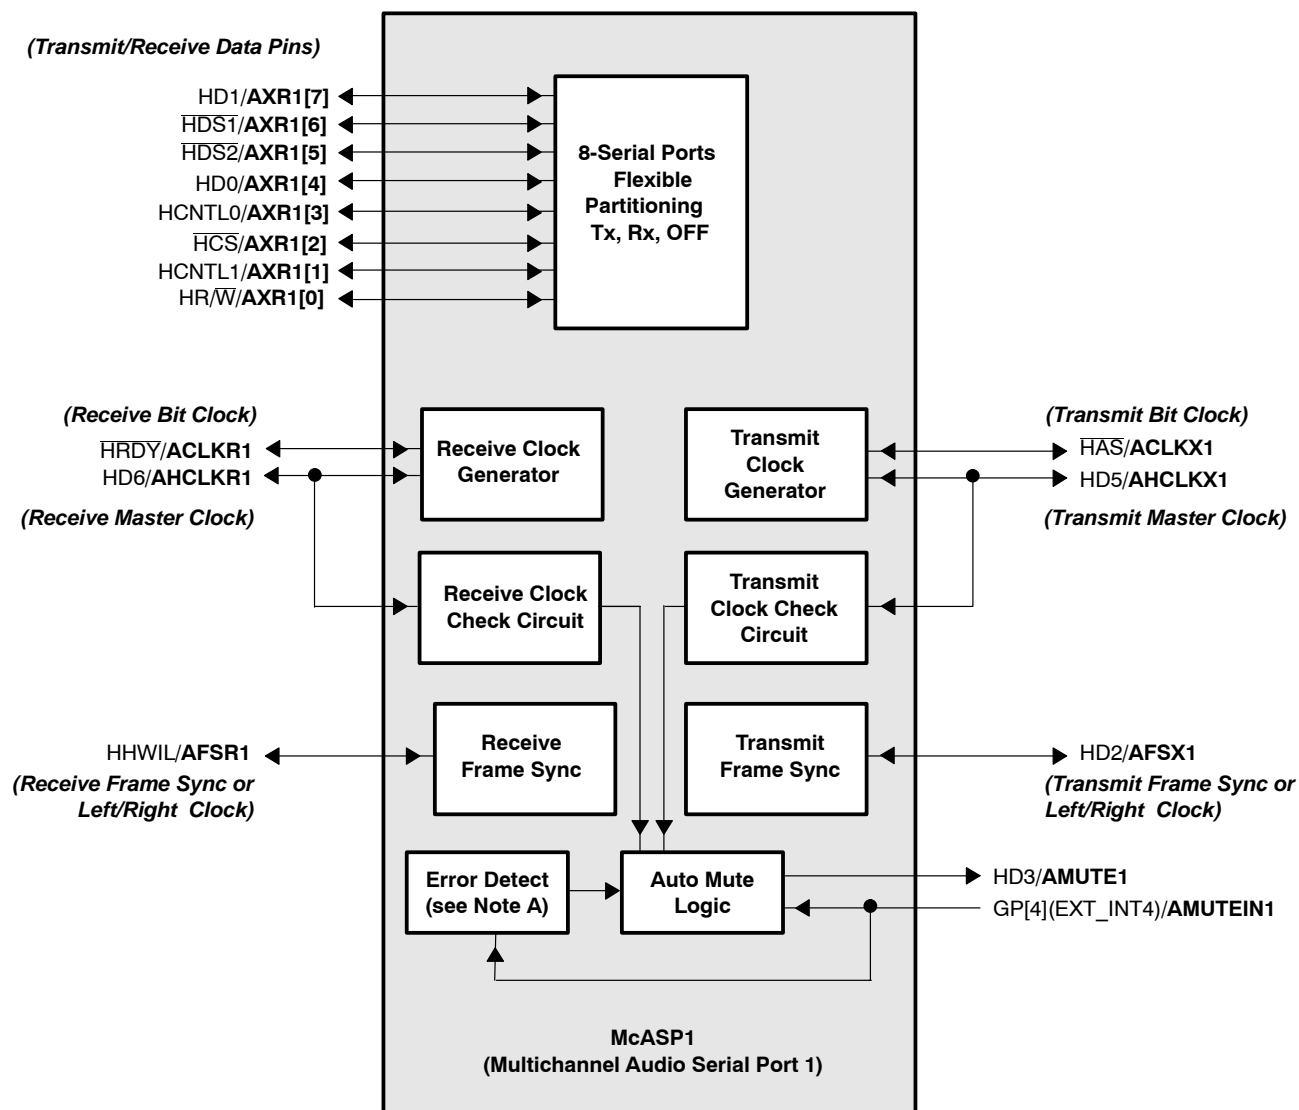 (Transmit/Receive Data Pins)
HD1/AXR1[7]
HDS1/AXR1[6]
HDS2/AXR1[5]
HD0/AXR1[4]
HCNTL0/AXR1[3]
HCS/AXR1[2]
HCNTL1/AXR1[1]
HR/W/AXR1[0]
8-Serial Ports
Flexible
Partitioning
Tx, Rx, OFF
(Receive Bit Clock)
HRDY/ACLKR1
HD6/AHCLKR1
(Receive Master Clock)
Receive Clock
Generator
Transmit
Clock
Generator
(Transmit Bit Clock)
HAS/ACLKX1
HD5/AHCLKX1
(Transmit Master Clock)
Receive Clock
Check Circuit
Transmit
Clock Check
Circuit
HHWIL/AFSR1
(Receive Frame Sync or
Left/Right Clock)
Receive
Frame Sync
Transmit
Frame Sync
HD2/AFSX1
(Transmit Frame Sync or
Left/Right Clock)
Error Detect
(see Note A)
Auto Mute
Logic
HD3/AMUTE1
GP[4](EXT_INT4)/AMUTEIN1
McASP1
(Multichannel Audio Serial Port 1)